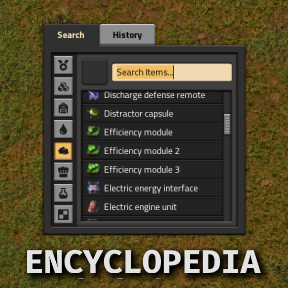 Search
History
Search Items...
Discharge defense remote
Distractor capsule
Efficiency module
Efficiency module 2
Efficiency module 3
Electric energy interface
Electric engine unit
ENCYCLOPEDIA